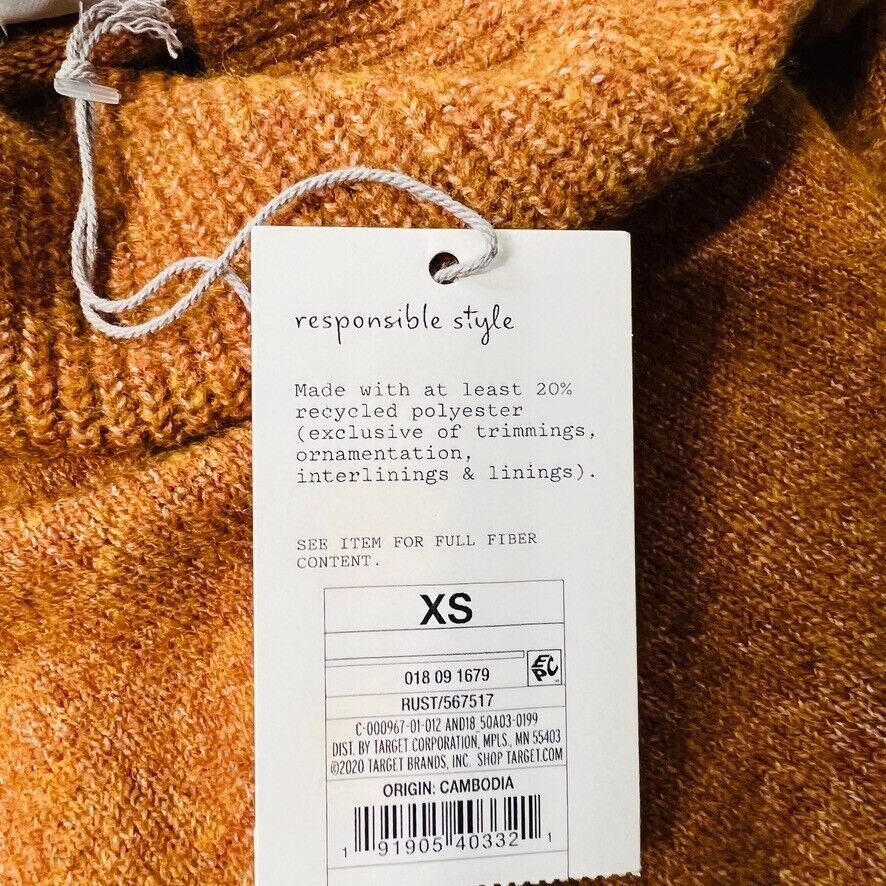 responsible style
Made with at least 20%
recycled polyester
(exclusive of trimmings,
ornamentation,
interlinings & linings).
SEE ITEM FOR FULL FIBER
CONTENT.
XS
EPC
018 09 1679
RUST/567517
C-000967-01-012 AND18_50A03-0199
DIST. BY TARGET CORPORATION, MPLS., MN 55403
©2020 TARGET BRANDS, INC. SHOP TARGET.COM
ORIGIN: CAMBODIA
1 91905 40332 1